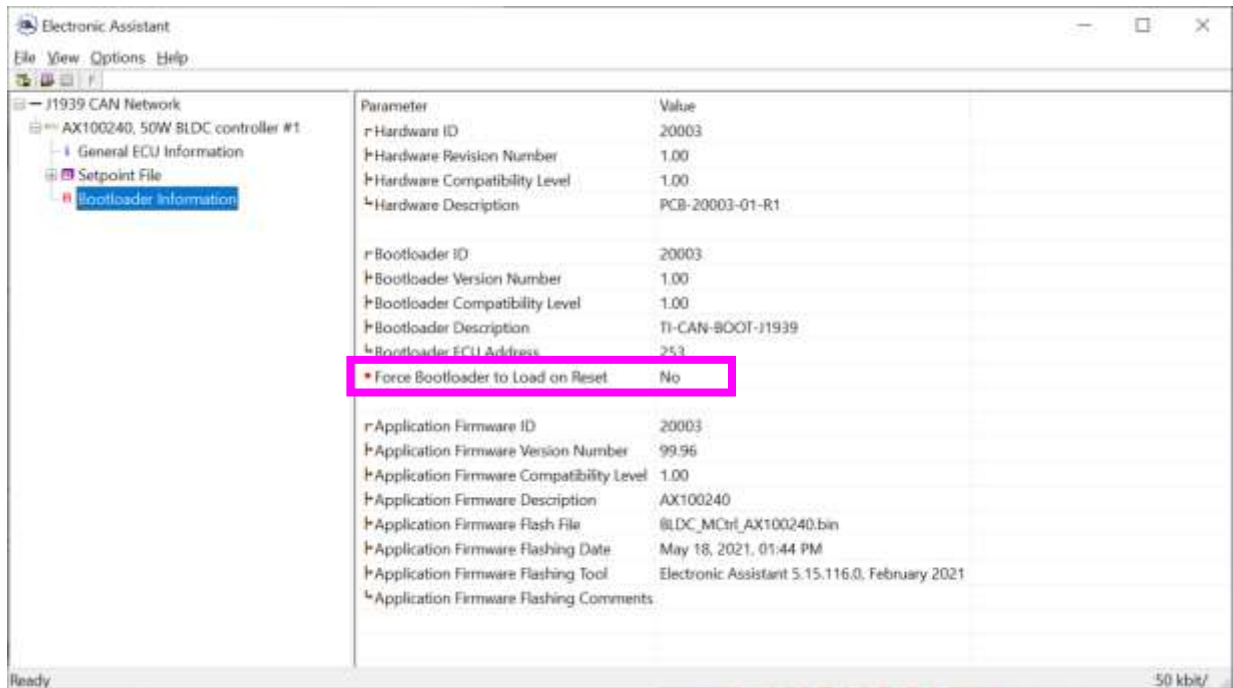 Electronic Assistant
File View Options Help
J1939 CAN Network
AX100240, 50W BLDC controller #1
General ECU Information
Setpoint File
Bootloader Information
Parameter Value
Hardware ID 20003
Hardware Revision Number 1.00
Hardware Compatibility Level 1.00
Hardware Description PCB-20003-01-R1
Bootloader ID 20003
Bootloader Version Number 1.00
Bootloader Compatibility Level 1.00
Bootloader Description TI-CAN-BOOT-J1939
Bootloader ECU Address 253
Force Bootloader to Load on Reset No
Application Firmware ID 20003
Application Firmware Version Number 99.96
Application Firmware Compatibility Level 1.00
Application Firmware Description AX100240
Application Firmware Flash File BLDC_MCtrl_AX100240.bin
Application Firmware Flashing Date May 18, 2021, 01:44 PM
Application Firmware Flashing Tool Electronic Assistant 5.15.116.0, February 2021
Application Firmware Flashing Comments
Ready 50 kbit/